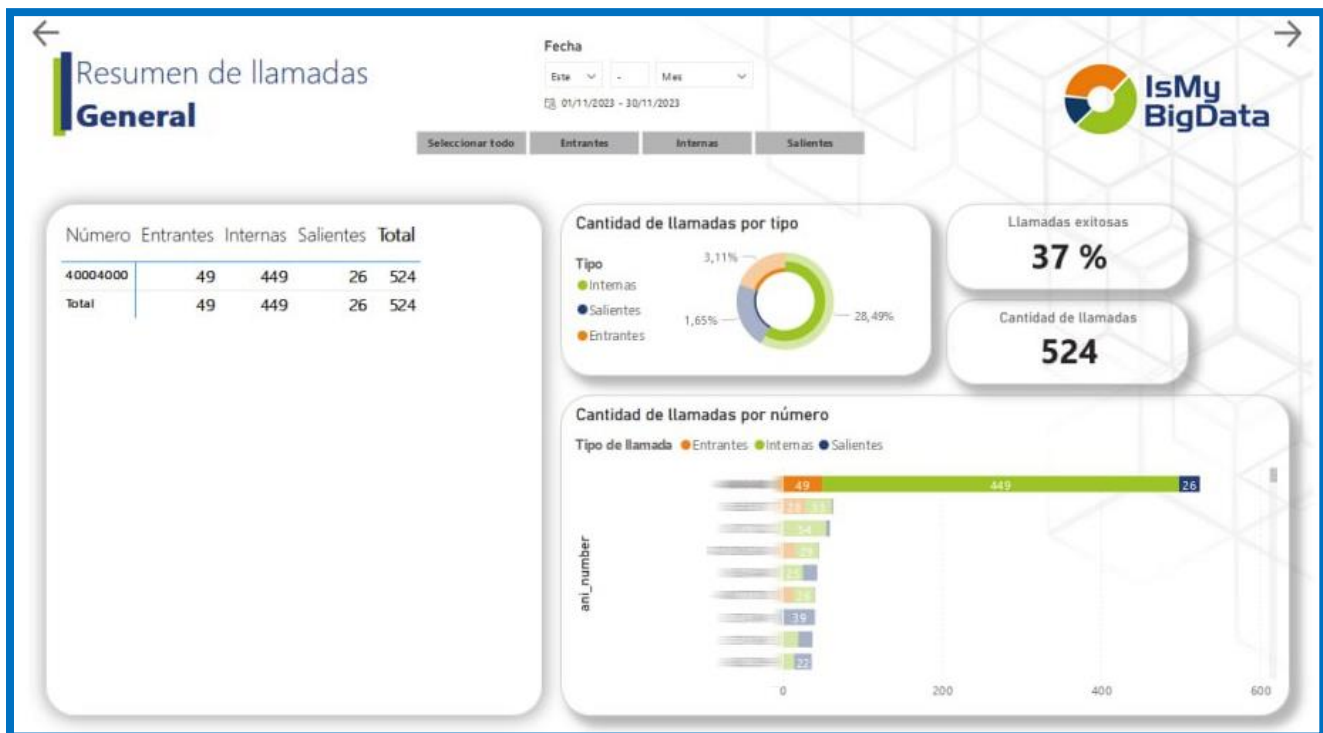 Resumen de llamadas
General
Fecha
Este - Mes
01/11/2023 - 30/11/2023
Seleccionar todo Entrantes Internas Salientes
IsMy
BigData
Número Entrantes Internas Salientes Total
40004000 49 449 26 524
Total 49 449 26 524
Cantidad de llamadas por tipo
Tipo
Internas
Salientes
Entrantes
3,11%
1,65%
28,49%
Llamadas exitosas
37 %
Cantidad de llamadas
524
Cantidad de llamadas por número
Tipo de llamada Entrantes Internas Salientes
ani_number
49 449 26
54
29
39
22
0 200 400 600